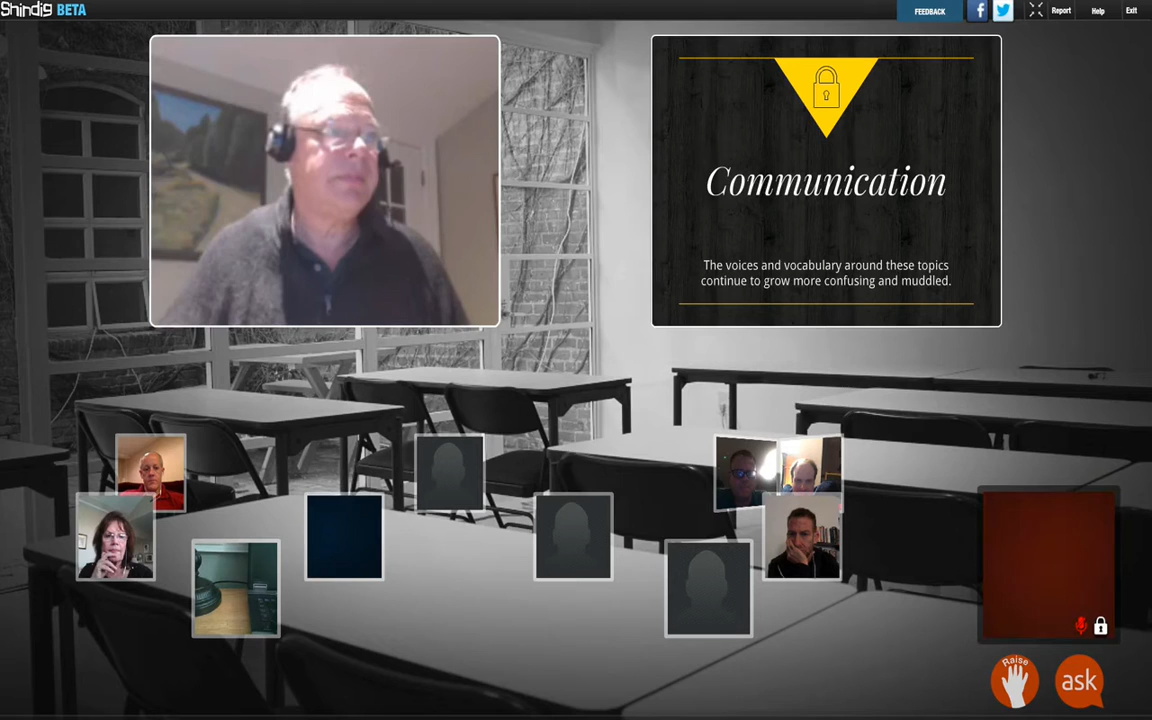 Shindig BETA
FEEDBACK
Report
Help
Exit
Communication
The voices and vocabulary around these topics
continue to grow more confusing and muddled.
Raise
ask